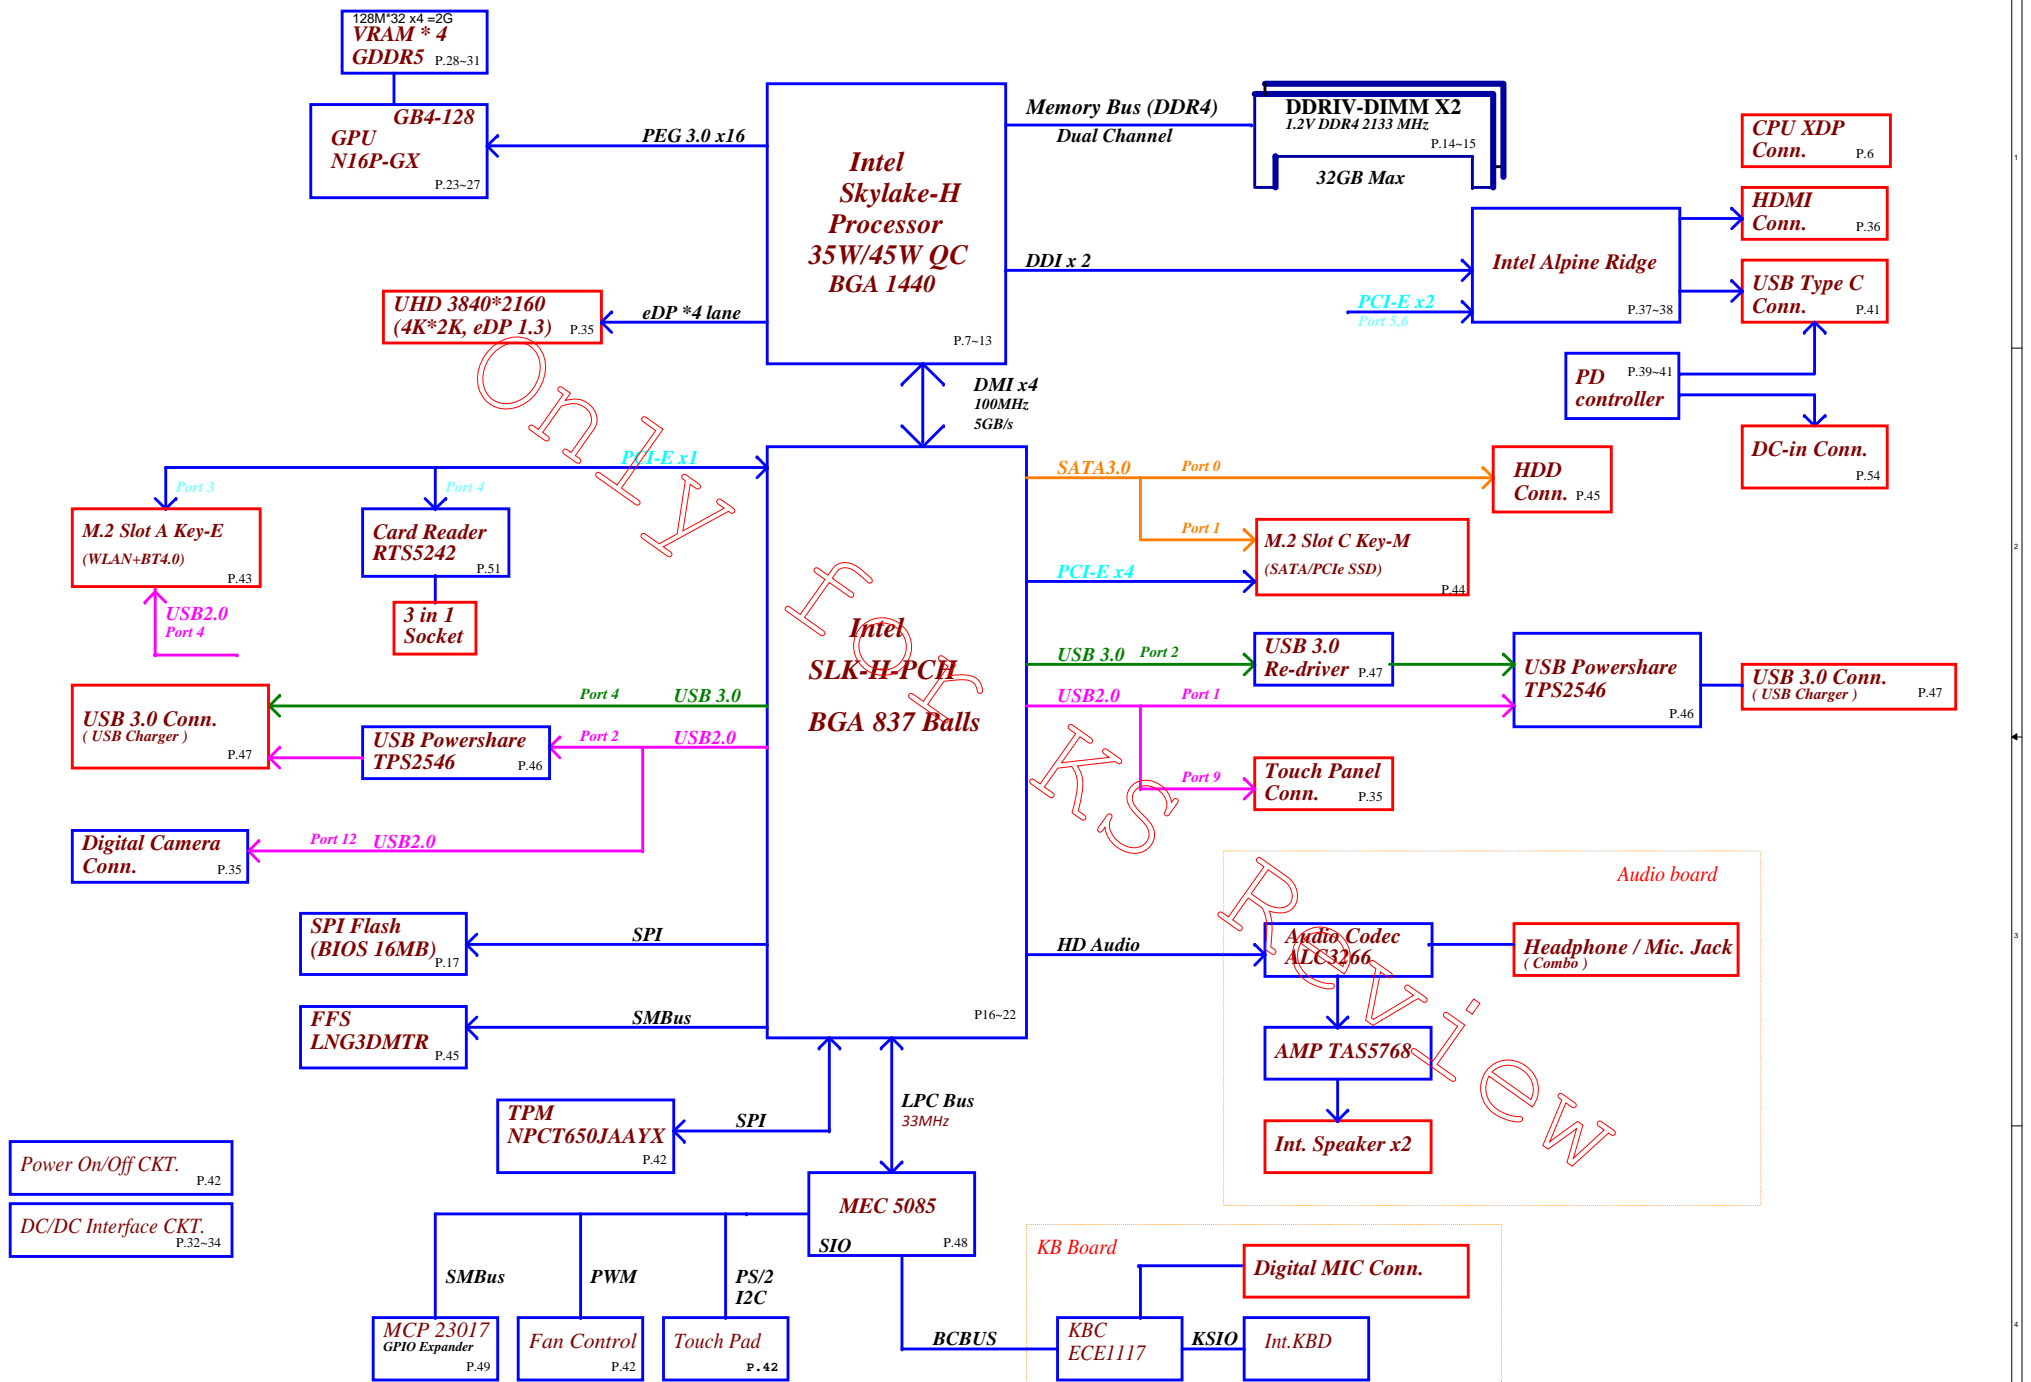 128M*32 x4 =2G
VRAM * 4
GDDR5 P.28~31
GB4-128
GPU
N16P-GX
P.23~27
PEG 3.0 x16
Intel
Skylake-H
Processor
35W/45W QC
BGA 1440
P.7~13
Memory Bus (DDR4)
Dual Channel
DDRIV-DIMM X2
1.2V DDR4 2133 MHz
P.14~15
32GB Max
CPU XDP
Conn. P.6
HDMI
Conn. P.36
DDI x 2
Intel Alpine Ridge
P.37~38
PCI-E x2
Port 5,6
USB Type C
Conn. P.41
UHD 3840*2160
(4K*2K, eDP 1.3) P.35
eDP *4 lane
PD P.39~41
controller
DMI x4
100MHz
5GB/s
DC-in Conn.
P.54
PCI-E x1
Port 3
Port 4
M.2 Slot A Key-E
(WLAN+BT4.0)
P.43
Card Reader
RTS5242
P.51
3 in 1
Socket
USB2.0
Port 4
SATA3.0 Port 0
HDD
Conn. P.45
Port 1
M.2 Slot C Key-M
(SATA/PCIe SSD)
P.44
PCI-E x4
Intel
SLK-H-PCH
BGA 837 Balls
P16~22
USB 3.0 Port 2
USB 3.0
Re-driver P.47
USB Powershare
TPS2546
P.46
USB 3.0 Conn.
( USB Charger ) P.47
USB2.0 Port 1
Port 9
Touch Panel
Conn. P.35
Port 4 USB 3.0
USB 3.0 Conn.
( USB Charger )
P.47
USB Powershare
TPS2546 P.46
Port 2 USB2.0
Port 12 USB2.0
Digital Camera
Conn. P.35
SPI Flash
(BIOS 16MB) P.17
SPI
FFS
LNG3DMTR P.45
SMBus
HD Audio
Audio board
Audio Codec
ALC3266
Headphone / Mic. Jack
( Combo )
AMP TAS5768
Int. Speaker x2
TPM
NPCT650JAAYX
P.42
SPI
LPC Bus
33MHz
Power On/Off CKT.
P.42
DC/DC Interface CKT.
P.32~34
MEC 5085
SIO P.48
SMBus
PWM
PS/2
I2C
MCP 23017
GPIO Expander
P.49
Fan Control
P.42
Touch Pad
P.42
BCBUS
KB Board
Digital MIC Conn.
KBC
ECE1117
KSIO
Int.KBD
only
for
KS
Review
1
2
3
4